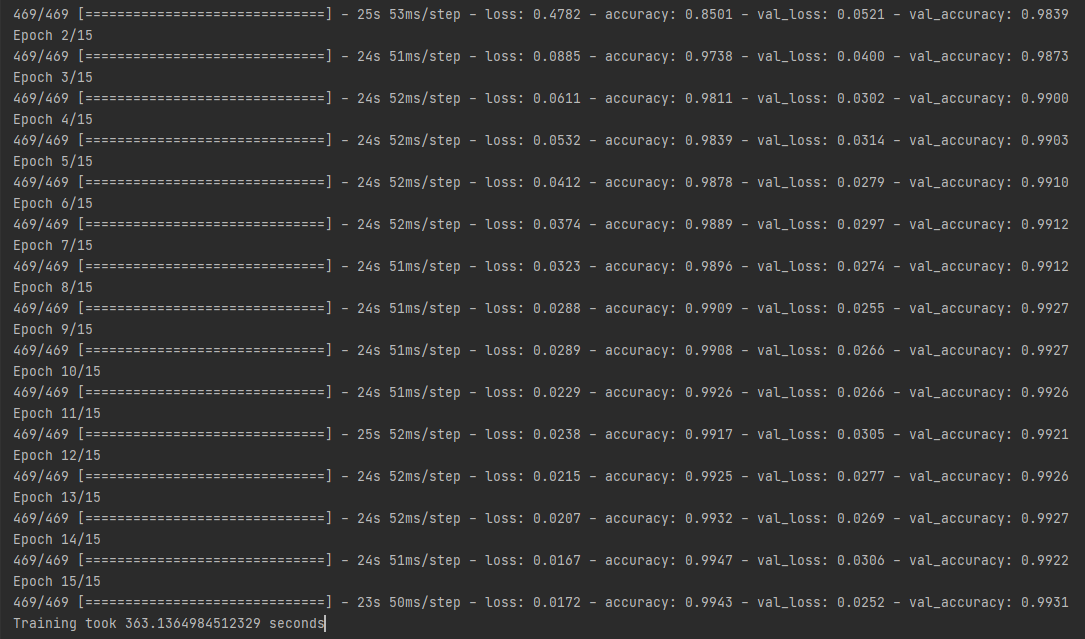 469/469 [==============================] - 25s 53ms/step - loss: 0.4782 - accuracy: 0.8501 - val_loss: 0.0521 - val_accuracy: 0.9839
Epoch 2/15
469/469 [==============================] - 24s 51ms/step - loss: 0.0885 - accuracy: 0.9738 - val_loss: 0.0400 - val_accuracy: 0.9873
Epoch 3/15
469/469 [==============================] - 24s 52ms/step - loss: 0.0611 - accuracy: 0.9811 - val_loss: 0.0302 - val_accuracy: 0.9900
Epoch 4/15
469/469 [==============================] - 24s 52ms/step - loss: 0.0532 - accuracy: 0.9839 - val_loss: 0.0314 - val_accuracy: 0.9903
Epoch 5/15
469/469 [==============================] - 24s 52ms/step - loss: 0.0412 - accuracy: 0.9878 - val_loss: 0.0279 - val_accuracy: 0.9910
Epoch 6/15
469/469 [==============================] - 24s 52ms/step - loss: 0.0374 - accuracy: 0.9889 - val_loss: 0.0297 - val_accuracy: 0.9912
Epoch 7/15
469/469 [==============================] - 24s 51ms/step - loss: 0.0323 - accuracy: 0.9896 - val_loss: 0.0274 - val_accuracy: 0.9912
Epoch 8/15
469/469 [==============================] - 24s 51ms/step - loss: 0.0288 - accuracy: 0.9909 - val_loss: 0.0255 - val_accuracy: 0.9927
Epoch 9/15
469/469 [==============================] - 24s 51ms/step - loss: 0.0289 - accuracy: 0.9908 - val_loss: 0.0266 - val_accuracy: 0.9927
Epoch 10/15
469/469 [==============================] - 24s 51ms/step - loss: 0.0229 - accuracy: 0.9926 - val_loss: 0.0266 - val_accuracy: 0.9926
Epoch 11/15
469/469 [==============================] - 25s 52ms/step - loss: 0.0238 - accuracy: 0.9917 - val_loss: 0.0305 - val_accuracy: 0.9921
Epoch 12/15
469/469 [==============================] - 24s 52ms/step - loss: 0.0215 - accuracy: 0.9925 - val_loss: 0.0277 - val_accuracy: 0.9926
Epoch 13/15
469/469 [==============================] - 24s 52ms/step - loss: 0.0207 - accuracy: 0.9932 - val_loss: 0.0269 - val_accuracy: 0.9927
Epoch 14/15
469/469 [==============================] - 24s 51ms/step - loss: 0.0167 - accuracy: 0.9947 - val_loss: 0.0306 - val_accuracy: 0.9922
Epoch 15/15
469/469 [==============================] - 23s 50ms/step - loss: 0.0172 - accuracy: 0.9943 - val_loss: 0.0252 - val_accuracy: 0.9931
Training took 363.1364984512329 seconds